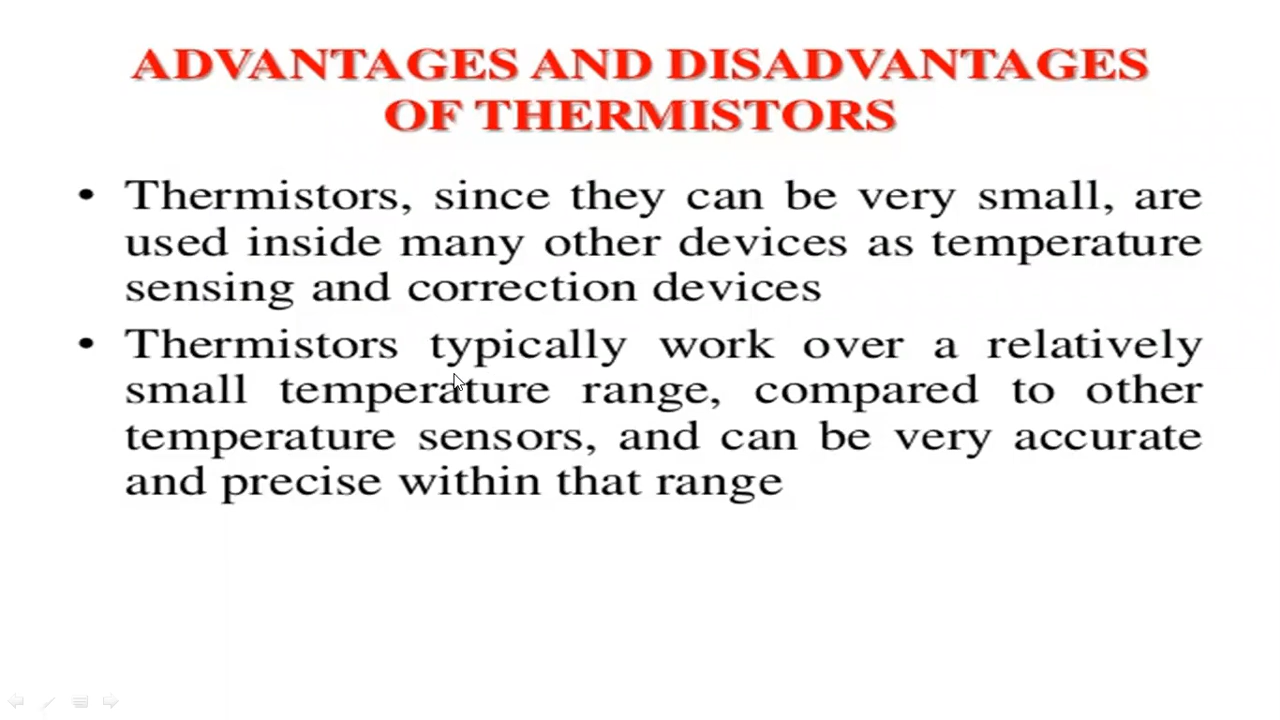 ADVANTAGES AND DISADVANTAGES
OF THERMISTORS
• Thermistors, since they can be very small, are
used inside many other devices as temperature
sensing and correction devices
• Thermistors typically work over a relatively
small temperature range, compared to other
temperature sensors, and can be very accurate
and precise within that range